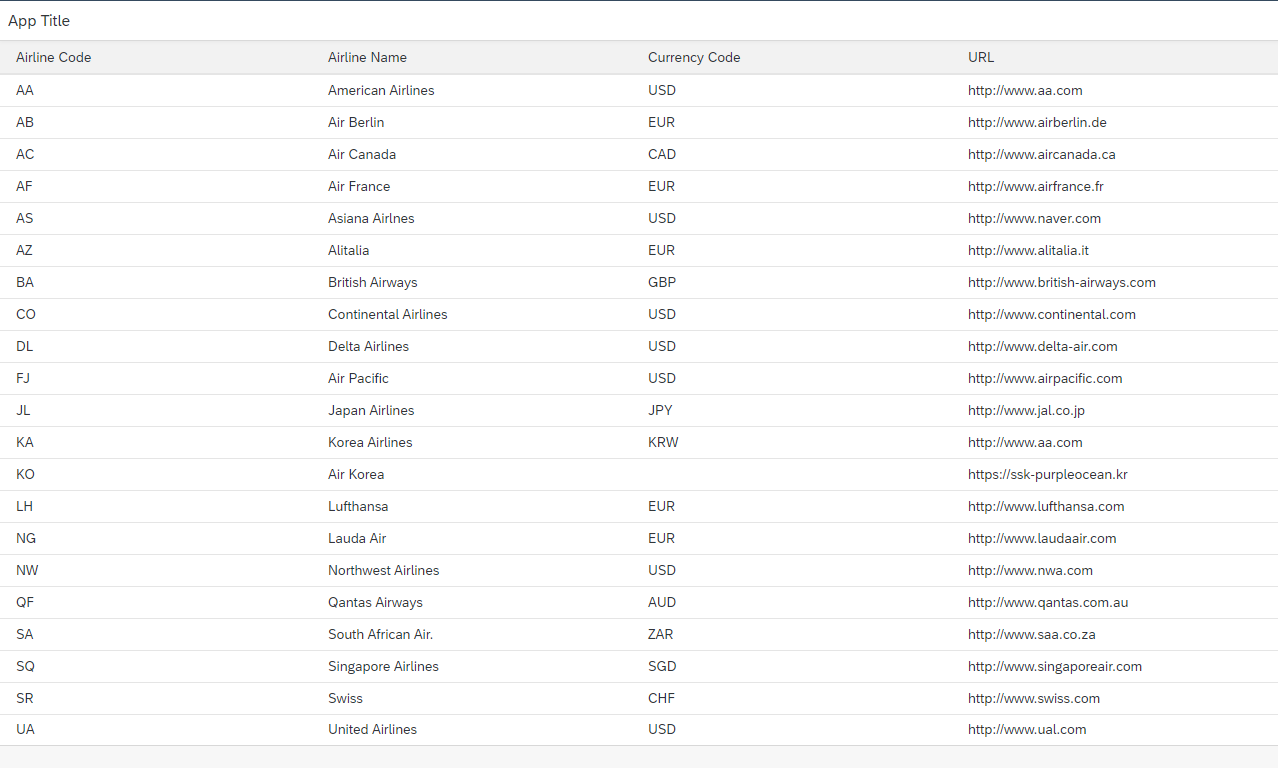 App Title
Airline Code Airline Name Currency Code URL
AA American Airlines USD http://www.aa.com
AB Air Berlin EUR http://www.airberlin.de
AC Air Canada CAD http://www.aircanada.ca
AF Air France EUR http://www.airfrance.fr
AS Asiana Airlnes USD http://www.naver.com
AZ Alitalia EUR http://www.alitalia.it
BA British Airways GBP http://www.british-airways.com
CO Continental Airlines USD http://www.continental.com
DL Delta Airlines USD http://www.delta-air.com
FJ Air Pacific USD http://www.airpacific.com
JL Japan Airlines JPY http://www.jal.co.jp
KA Korea Airlines KRW http://www.aa.com
KO Air Korea https://ssk-purpleocean.kr
LH Lufthansa EUR http://www.lufthansa.com
NG Lauda Air EUR http://www.laudaair.com
NW Northwest Airlines USD http://www.nwa.com
QF Qantas Airways AUD http://www.qantas.com.au
SA South African Air. ZAR http://www.saa.co.za
SQ Singapore Airlines SGD http://www.singaporeair.com
SR Swiss CHF http://www.swiss.com
UA United Airlines USD http://www.ual.com